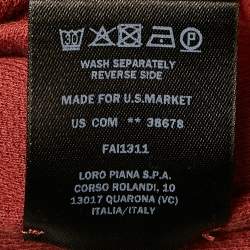 30
P
WASH SEPARATELY
REVERSE SIDE
MADE FOR U.S.MARKET
US COM ** 38678
FAI1311
LORO PIANA S.P.A.
CORSO ROLANDI, 10
13017 QUARONA (VC)
ITALIA/ITALY